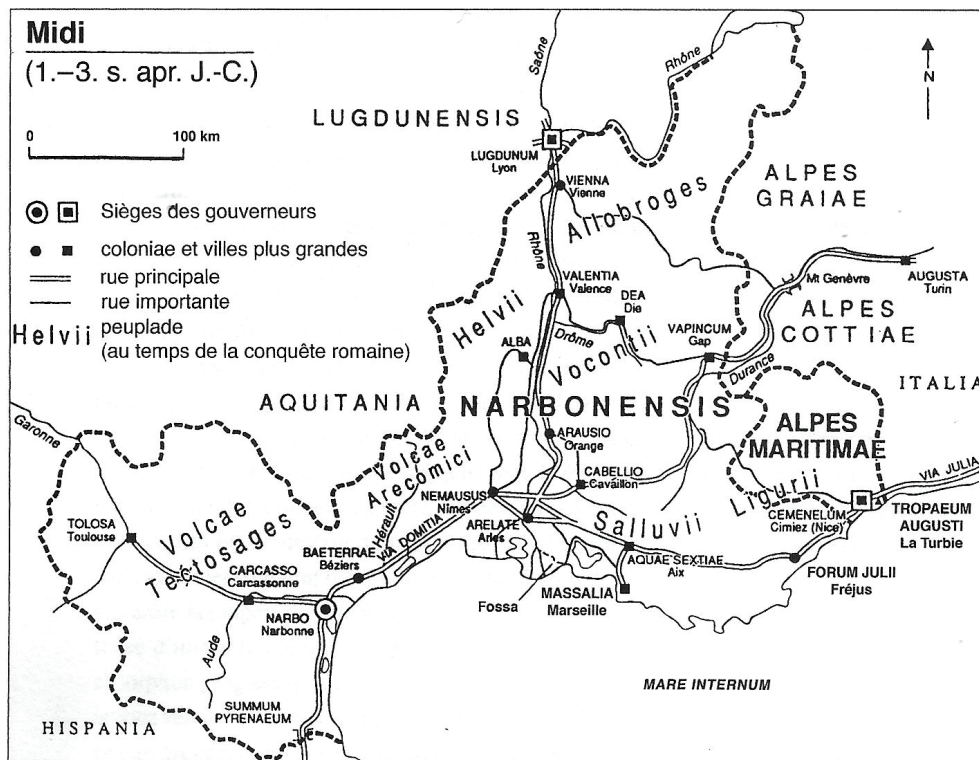 Midi
(1.–3. s. apr. J.-C.)
0 100 km
Sièges des gouverneurs
coloniae et villes plus grandes
rue principale
rue importante
Helvii peuplade
(au temps de la conquête romaine)
N
Saône
Rhône
LUGDUNENSIS
LUGDUNUM
Lyon
VIENNA
Vienne
Allobroges
ALPES
GRAIAE
Rhône
VALENTIA
Valence
Mt Genèvre
AUGUSTA
Turin
Helvii
DEA
Die
Drôme
ALPES
COTTIAE
VAPINCUM
Gap
ALBA
Vocontii
Durance
ITALIA
AQUITANIA
NARBONENSIS
ALPES
MARITIMAE
Garonne
ARAUSIO
Orange
Volcae
Arecomici
CABELLIO
Cavaillon
VIA JULIA
NEMAUSUS
Nîmes
Ligurii
TOLOSA
Toulouse
Volcae
Tectosages
Hérault
VIA DOMITIA
ARELATE
Arles
Salluvii
CEMENELUM
Cimiez (Nice)
TROPAEUM
AUGUSTI
La Turbie
BAETERRAE
Béziers
AQUAE SEXTIAE
Aix
CARCASSO
Carcassonne
FORUM JULII
Fréjus
Fossa
MASSALIA
Marseille
NARBO
Narbonne
Aude
MARE INTERNUM
SUMMUM
PYRENAEUM
HISPANIA